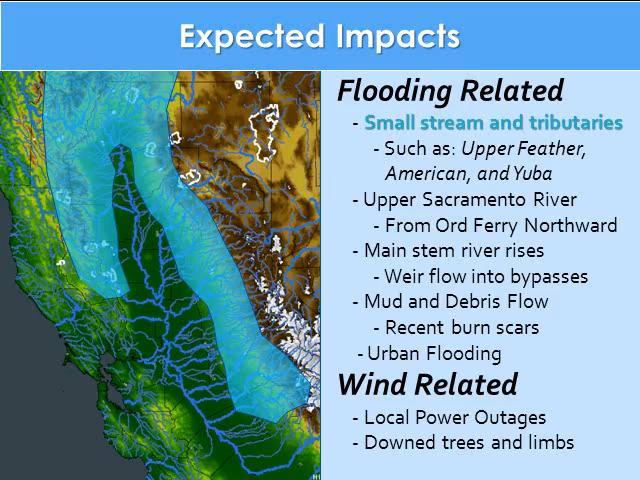 Expected Impacts
Flooding Related
- Small stream and tributaries
- Such as: Upper Feather,
American, and Yuba
- Upper Sacramento River
- From Ord Ferry Northward
- Main stem river rises
- Weir flow into bypasses
- Mud and Debris Flow
- Recent burn scars
- Urban Flooding
Wind Related
- Local Power Outages
- Downed trees and limbs